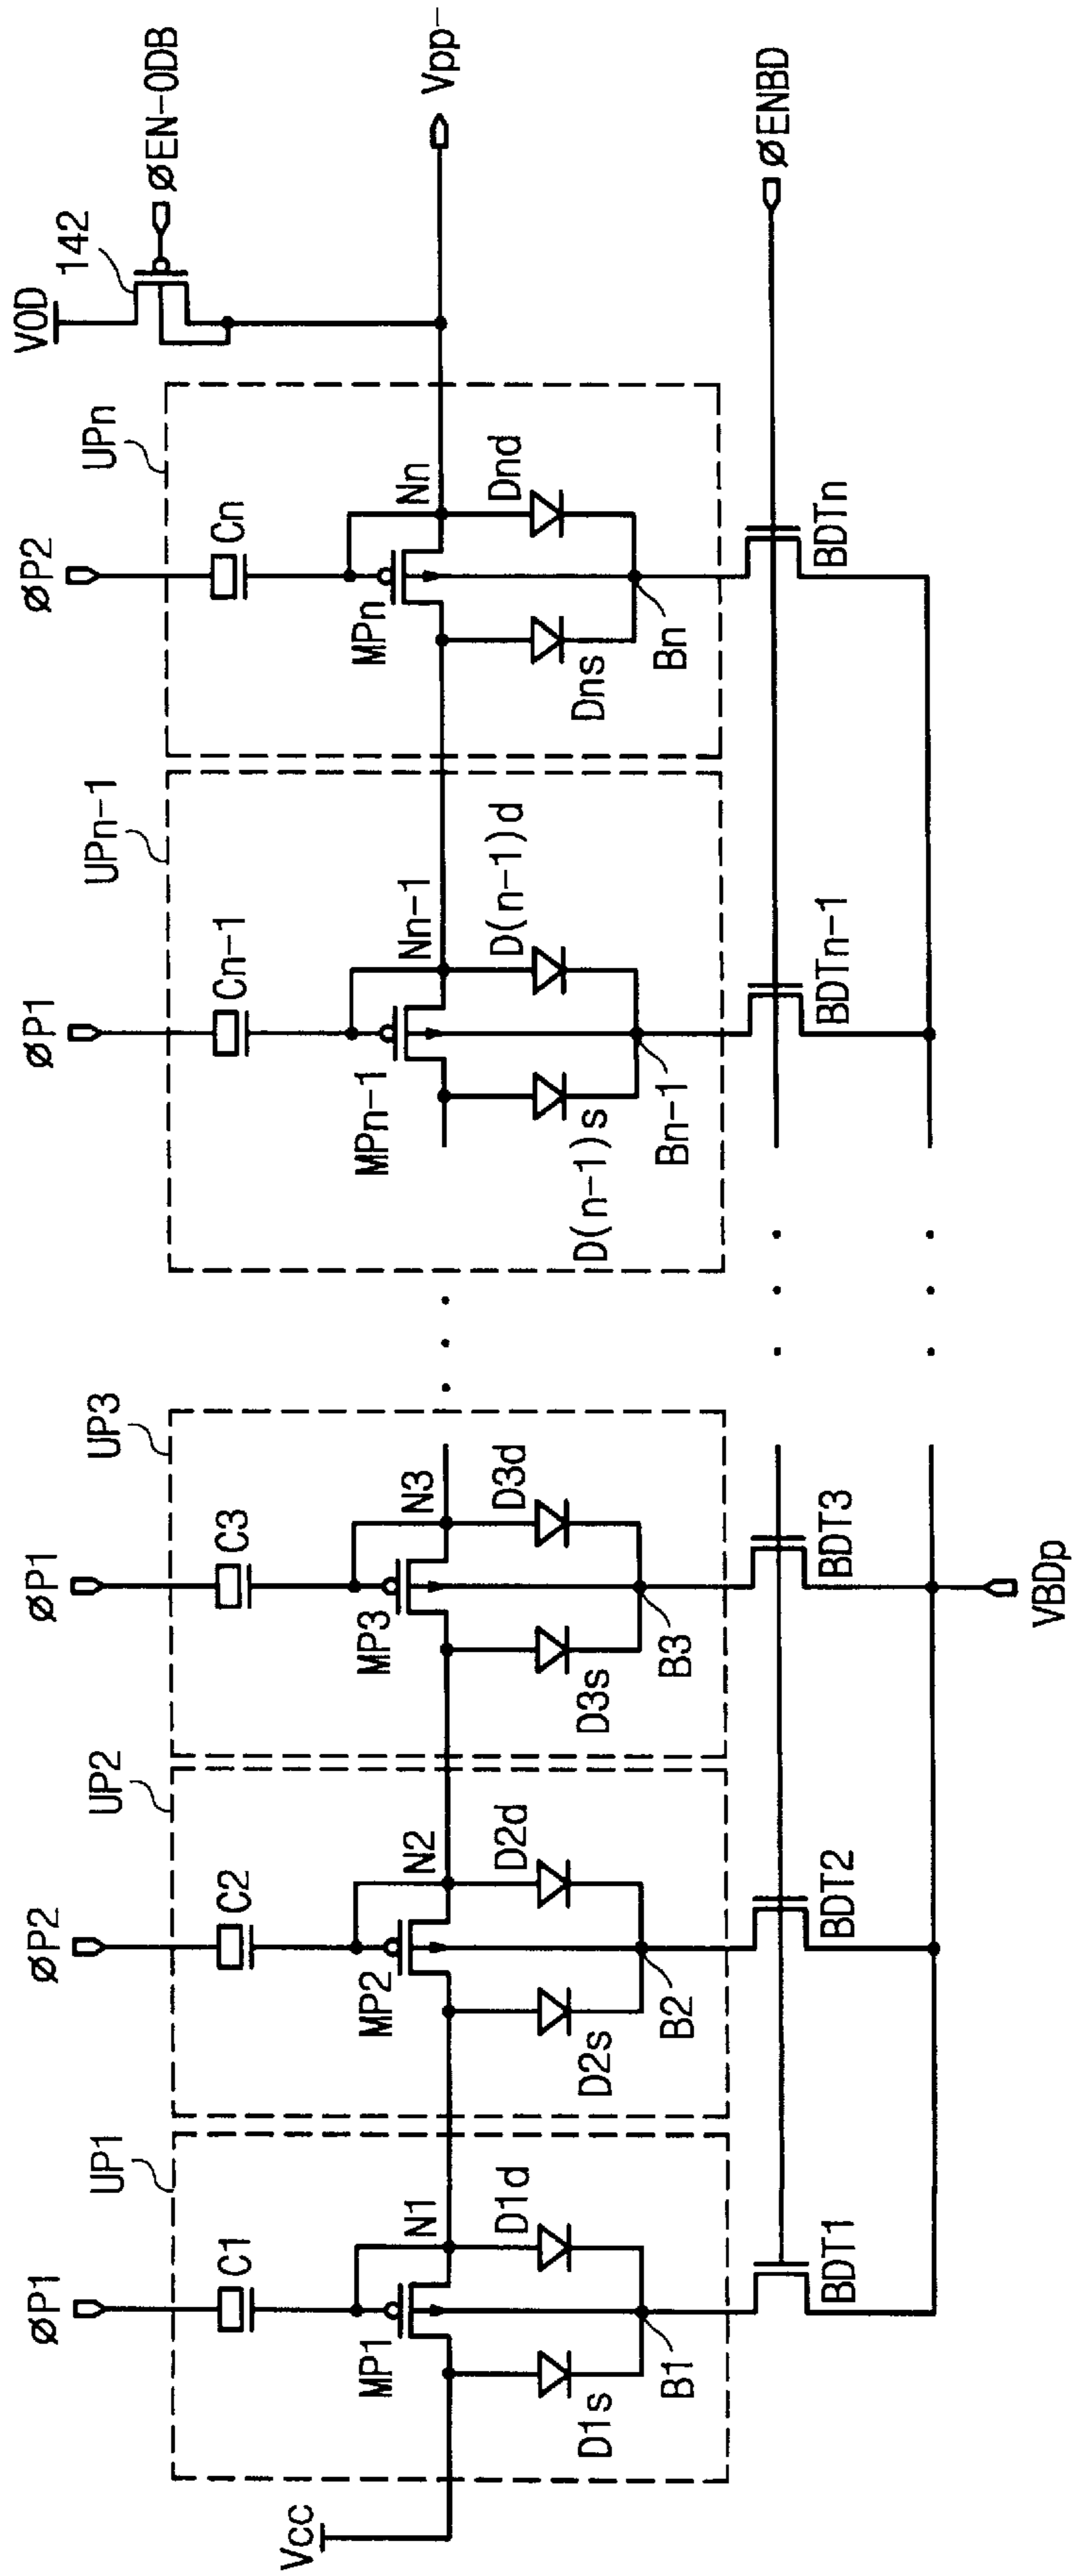 VOD
142
ØEN-ODB
Vpp
ØP1
ØP2
ØP1
ØP1
ØP2
UP1
UP2
UP3
UPn-1
UPn
C1
C2
C3
Cn-1
Cn
MP1
N1
MP2
N2
MP3
N3
MPn-1
Nn-1
MPn
Nn
Vcc
D1s
D1d
D2s
D2d
D3s
D3d
D(n-1)s
D(n-1)d
Dns
Dnd
B1
B2
B3
Bn-1
Bn
ØENBD
BDT1
BDT2
BDT3
BDTn-1
BDTn
VBDp